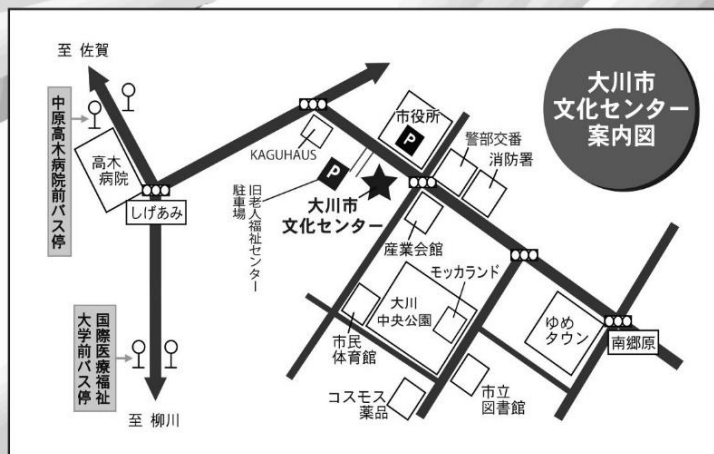 大川市
文化センター
案内図
至 佐賀
中原高木病院前バス停
高木
病院
しげあみ
KAGUHAUS
P
旧老人福祉センター
駐車場
大川市
文化センター
市役所
P
警部交番
消防署
産業会館
モッカランド
大川
中央公園
市民
体育館
コスモス
薬品
市立
図書館
ゆめ
タウン
南郷原
国際医療福祉
大学前バス停
至 柳川